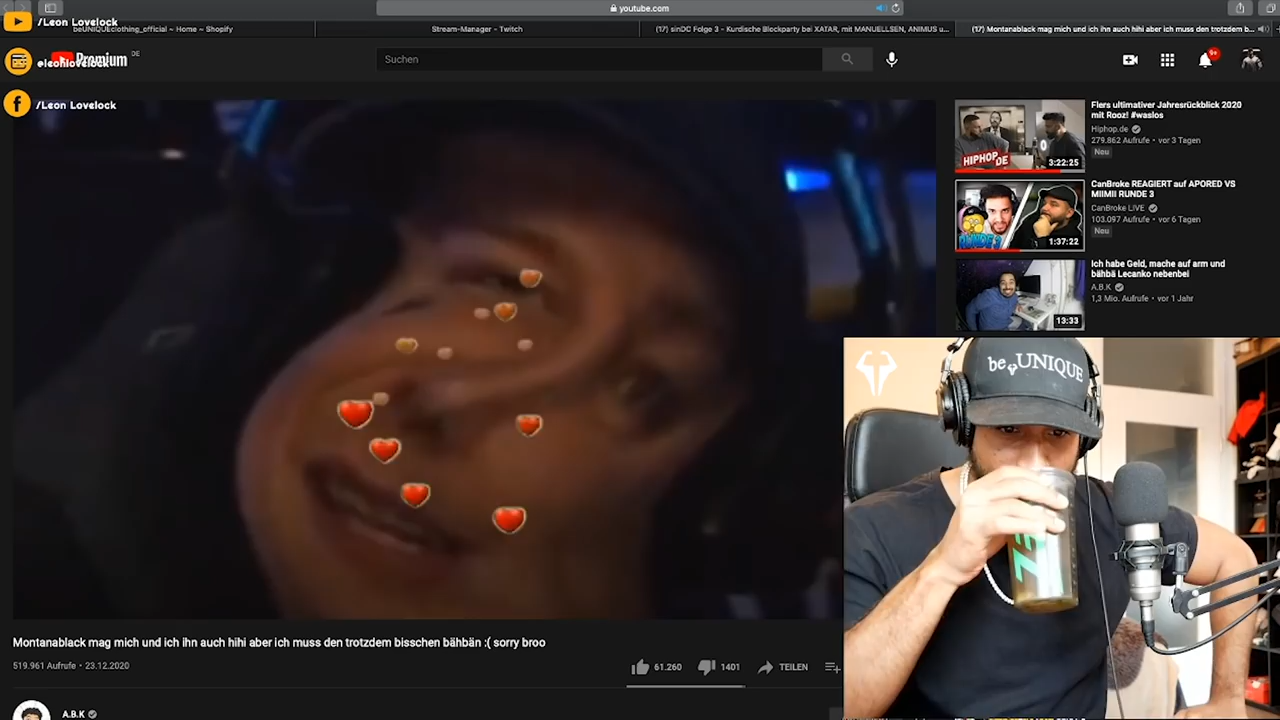 youtube.com
/Leon Lovelock
beUNIQUEclothing_official ~ Home ~ Shopify
Stream-Manager - Twitch
(17) sinDC Folge 3 - Kurdische Blockparty bei XATAR, mit MANUELLSEN, ANIMUS u...
(17) Montanablack mag mich und ich ihn auch hihi aber ich muss den trotzdem b...
Premium
DE
Suchen
9+
/Leon Lovelock
Flers ultimativer Jahresrückblick 2020
mit Rooz! #waslos
Hiphop.de
279.862 Aufrufe • vor 3 Tagen
Neu
HIPHOP.DE
3:22:25
CanBroke REAGIERT auf APORED VS
MIIMII RUNDE 3
CanBroke LIVE
103.097 Aufrufe • vor 6 Tagen
Neu
RUNDE 3
1:37:22
Ich habe Geld, mache auf arm und
bähbä Lecanko nebenbei
A.B.K
1,3 Mio. Aufrufe • vor 1 Jahr
13:33
be UNIQUE
Montanablack mag mich und ich ihn auch hihi aber ich muss den trotzdem bisschen bähbän :( sorry broo
519.961 Aufrufe • 23.12.2020
61.260
1401
TEILEN
A.B.K